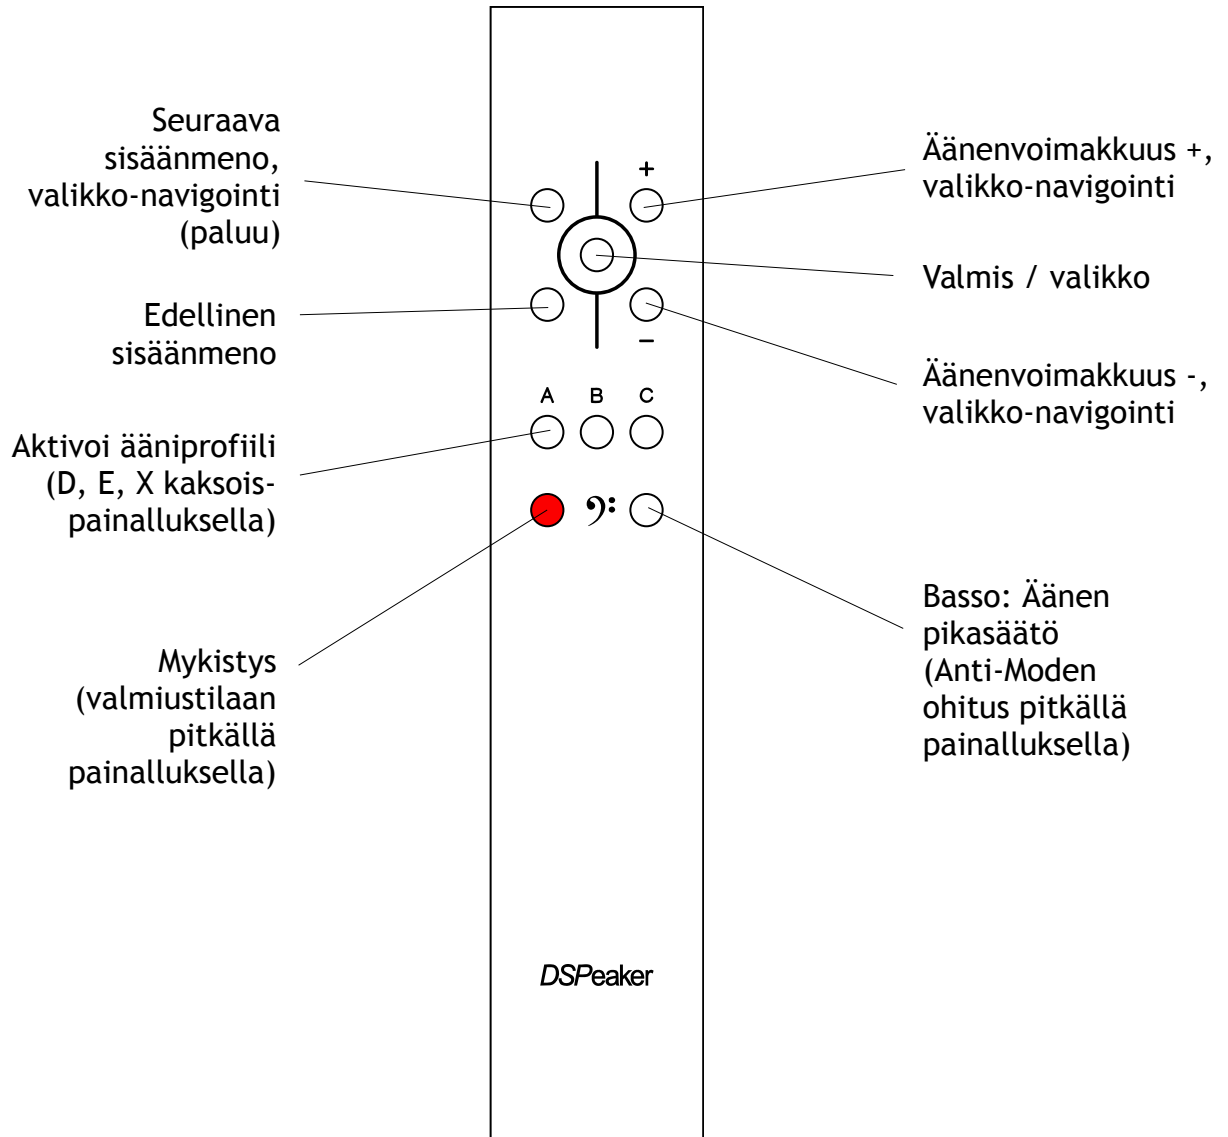 Seuraava
sisäänmeno,
valikko-navigointi
(paluu)
Edellinen
sisäänmeno
Aktivoi ääniprofiili
(D, E, X kaksois-
painalluksella)
Mykistys
(valmiustilaan
pitkällä
painalluksella)
+
−
A B C
DSPeaker
Äänenvoimakkuus +,
valikko-navigointi
Valmis / valikko
Äänenvoimakkuus -,
valikko-navigointi
Basso: Äänen
pikasäätö
(Anti-Moden
ohitus pitkällä
painalluksella)